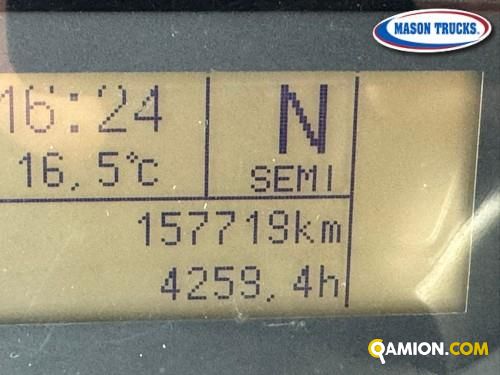 MASON TRUCKS.
16:24
N
16,5°C
SEMI
157719km
4259,4h
QAMION.COM